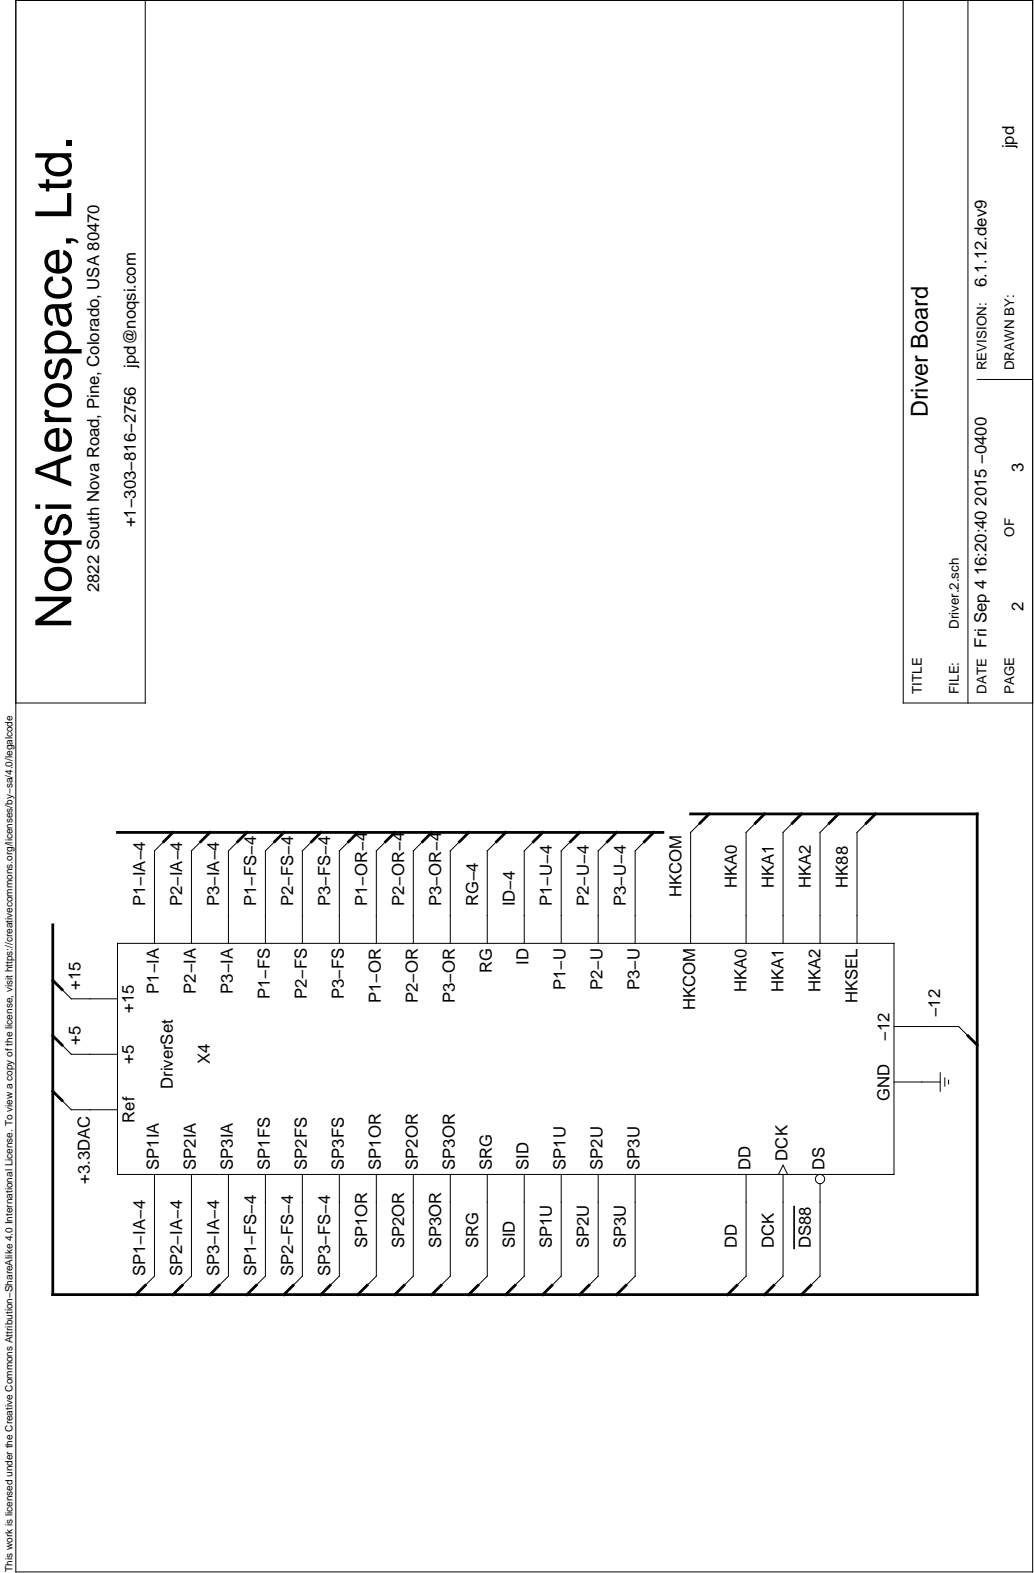 This work is licensed under the Creative Commons Attribution−ShareAlike 4.0 International License. To view a copy of the license, visit https://creativecommons.org/licenses/by−sa/4.0/legalcode
Noqsi Aerospace, Ltd.
2822 South Nova Road, Pine, Colorado, USA 80470
+1−303−816−2756 jpd@noqsi.com
+3.3DAC
+5
+15
Ref
+5
+15
DriverSet
X4
SP1−IA−4 SP1IA P1−IA P1−IA−4
SP2−IA−4 SP2IA P2−IA P2−IA−4
SP3−IA−4 SP3IA P3−IA P3−IA−4
SP1−FS−4 SP1FS P1−FS P1−FS−4
SP2−FS−4 SP2FS P2−FS P2−FS−4
SP3−FS−4 SP3FS P3−FS P3−FS−4
SP1OR SP1OR P1−OR P1−OR−4
SP2OR SP2OR P2−OR P2−OR−4
SP3OR SP3OR P3−OR P3−OR−4
SRG SRG RG RG−4
SID SID ID ID−4
SP1U SP1U P1−U P1−U−4
SP2U SP2U P2−U P2−U−4
SP3U SP3U P3−U P3−U−4
HKCOM HKCOM
DD DD HKA0 HKA0
DCK DCK HKA1 HKA1
DS88 DS HKA2 HKA2
HKSEL HK88
GND
−12
−12
TITLE
Driver Board
FILE: Driver.2.sch
DATE Fri Sep 4 16:20:40 2015 −0400
REVISION: 6.1.12.dev9
PAGE 2 OF 3
DRAWN BY: jpd